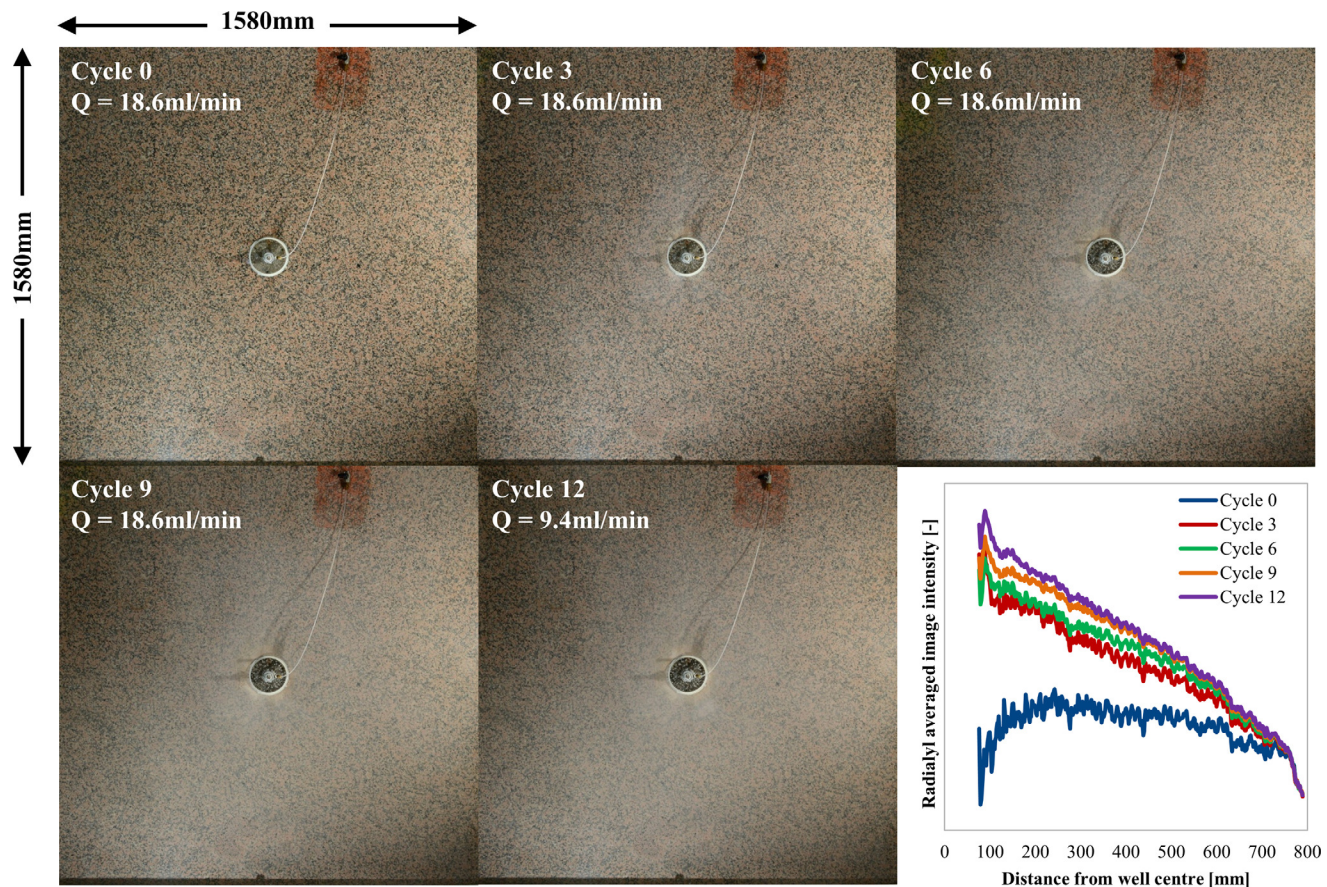 1580mm
1580mm
Cycle 0
Q = 18.6ml/min
Cycle 3
Q = 18.6ml/min
Cycle 6
Q = 18.6ml/min
Cycle 9
Q = 18.6ml/min
Cycle 12
Q = 9.4ml/min
Radialyl averaged image intensity [-]
Cycle 0
Cycle 3
Cycle 6
Cycle 9
Cycle 12
0 100 200 300 400 500 600 700 800
Distance from well centre [mm]